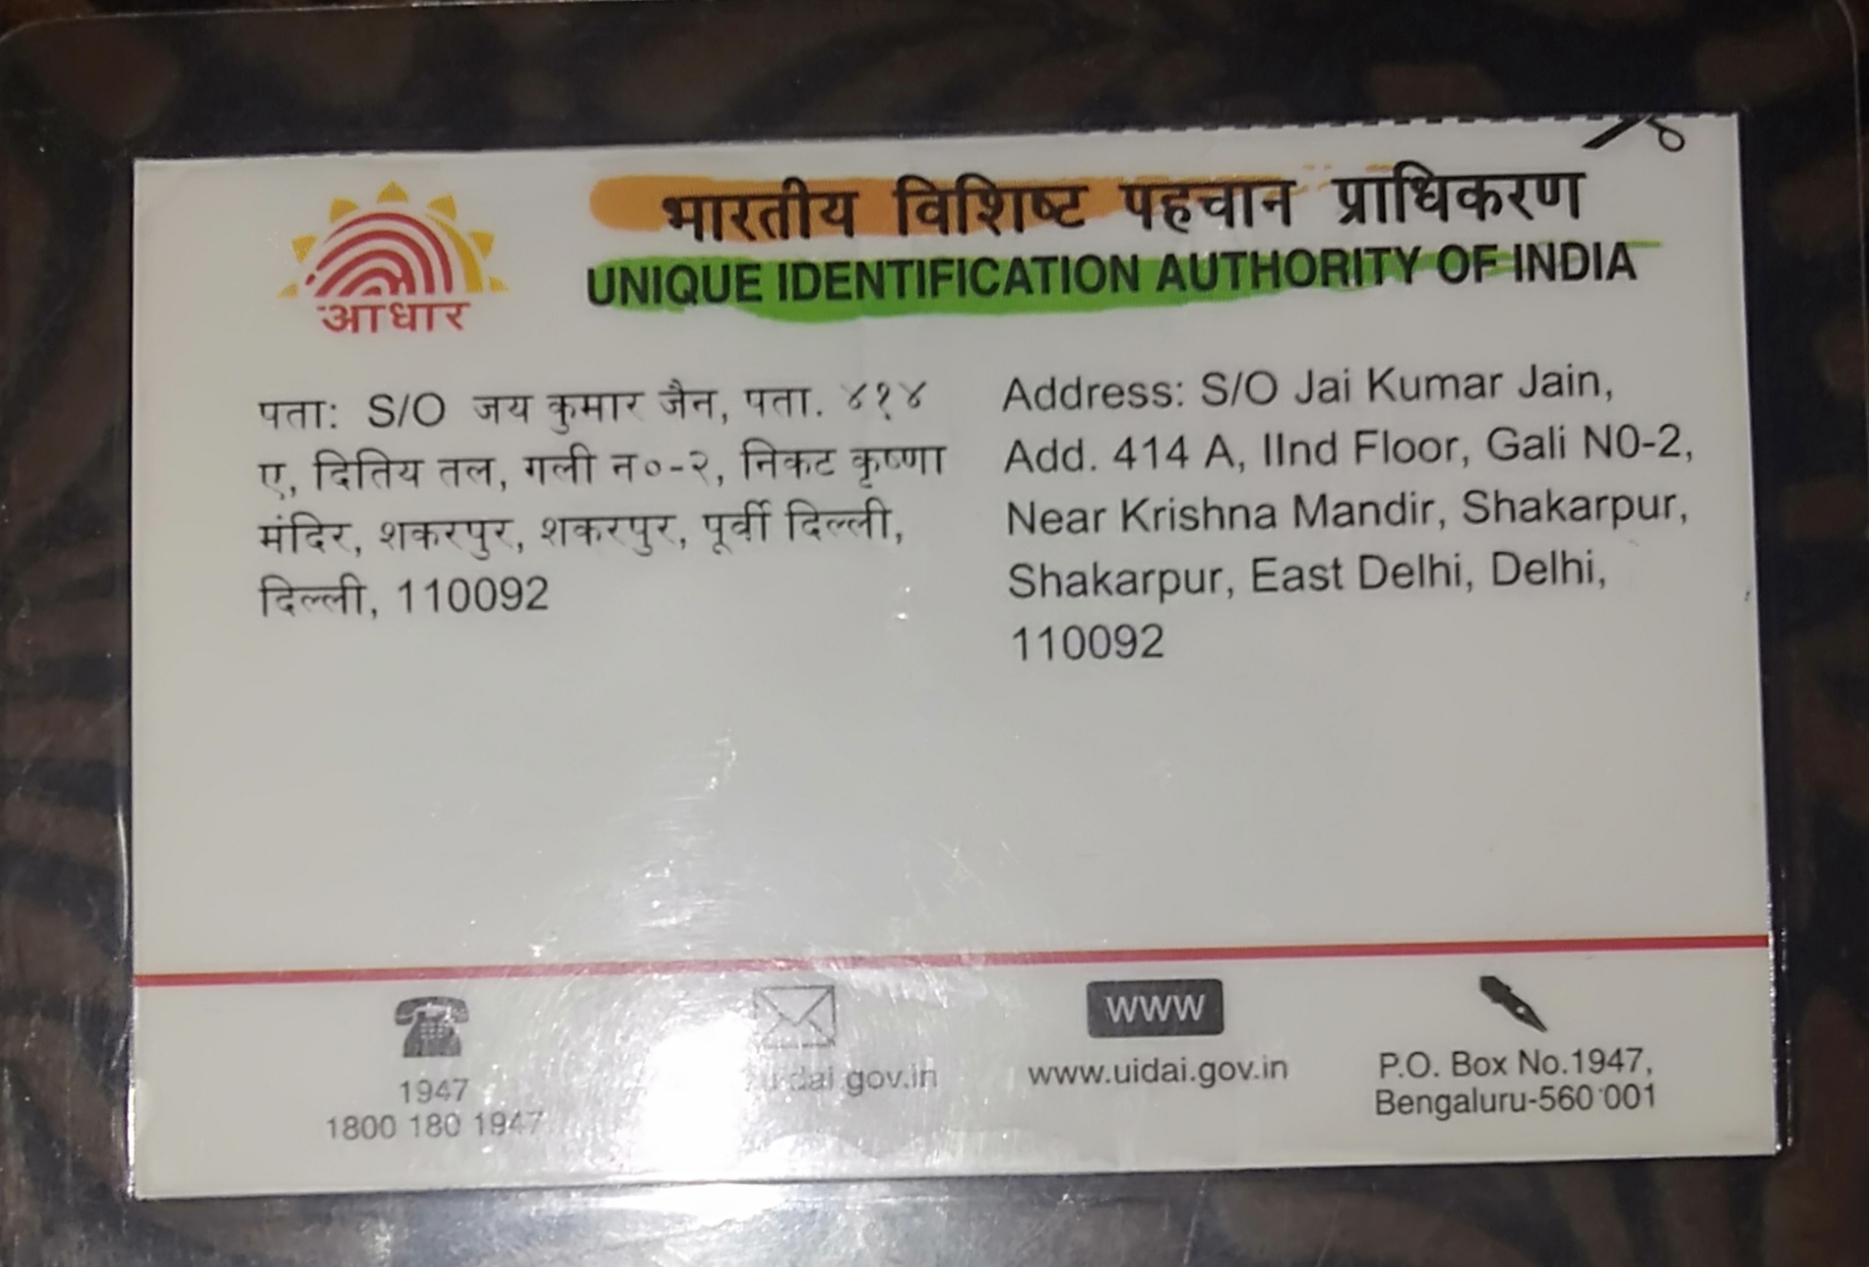 भारतीय विशिष्ट पहचान प्राधिकरण
UNIQUE IDENTIFICATION AUTHORITY OF INDIA
आधार
पता: S/O जय कुमार जैन, पता. ४१४
ए, दितिय तल, गली न०-२, निकट कृष्णा
मंदिर, शकरपुर, शकरपुर, पूर्वी दिल्ली,
दिल्ली, 110092
Address: S/O Jai Kumar Jain,
Add. 414 A, IInd Floor, Gali N0-2,
Near Krishna Mandir, Shakarpur,
Shakarpur, East Delhi, Delhi,
110092
1947
1800 180 1947
gov.in
www
www.uidai.gov.in
P.O. Box No.1947,
Bengaluru-560 001